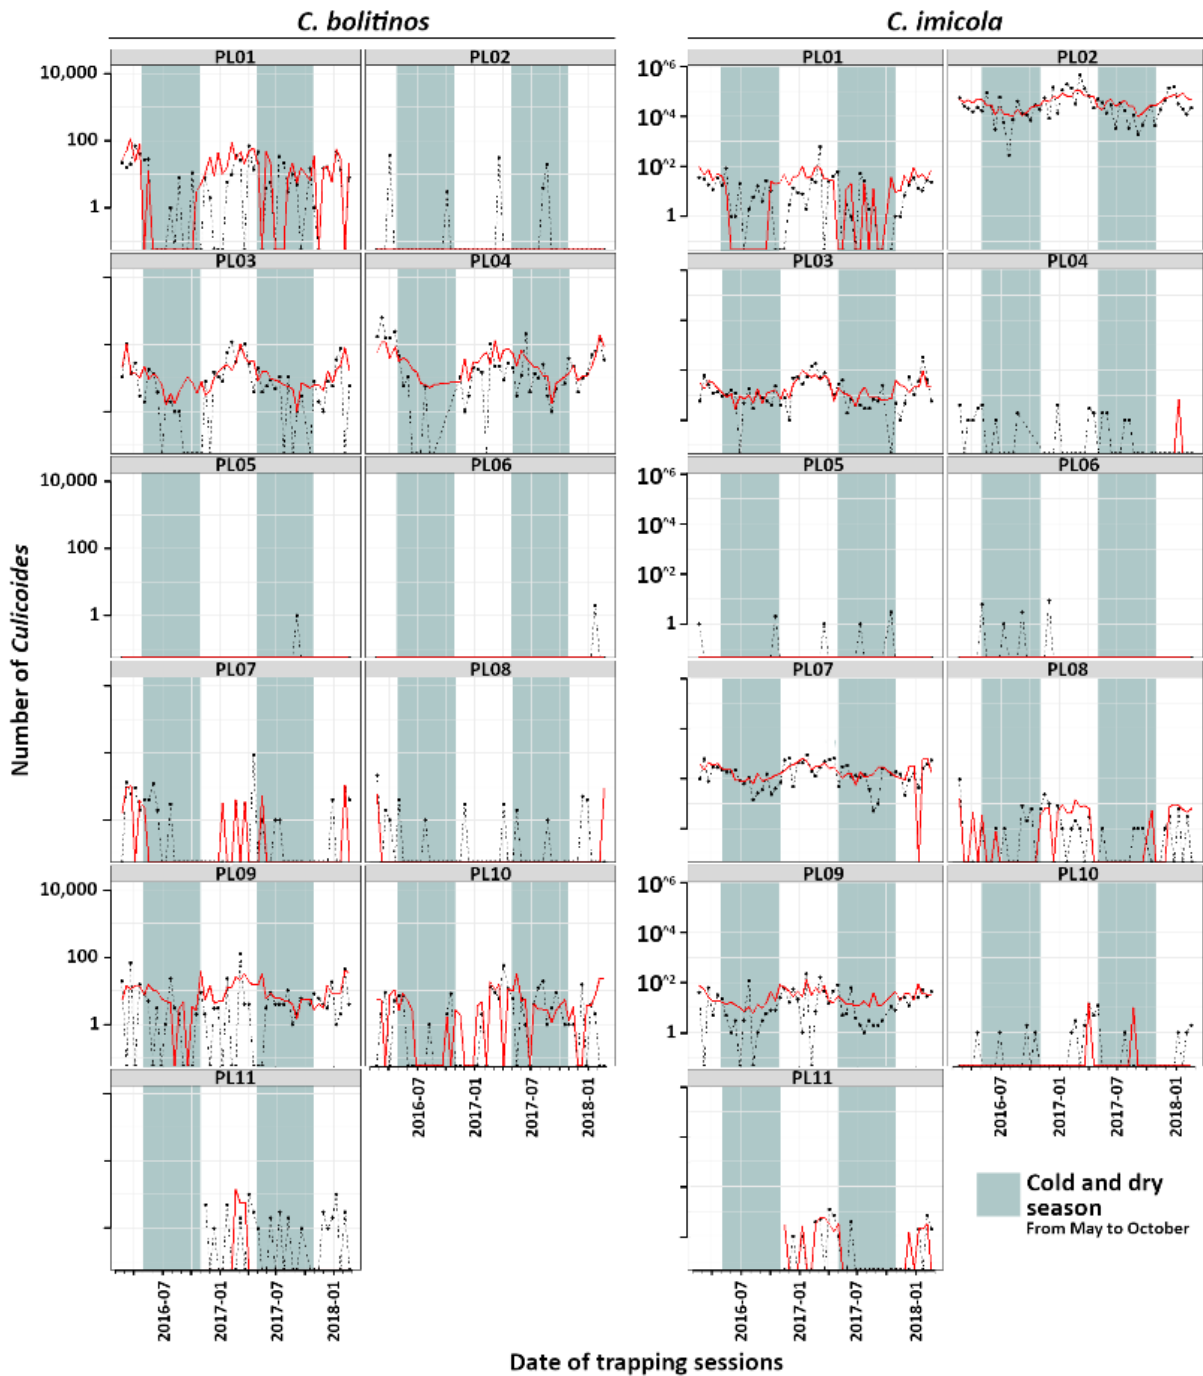 C. bolitinos
C. imicola
PL01
PL02
PL01
PL02
10,000
100
1
10^6
10^4
10^2
1
PL03
PL04
PL03
PL04
PL05
PL06
PL05
PL06
10,000
100
1
10^6
10^4
10^2
1
PL07
PL08
PL07
PL08
PL09
PL10
PL09
PL10
10,000
100
1
10^6
10^4
10^2
1
PL11
PL11
2016-07
2017-01
2017-07
2018-01
2016-07
2017-01
2017-07
2018-01
2016-07
2017-01
2017-07
2018-01
2016-07
2017-01
2017-07
2018-01
Cold and dry
season
From May to October
Number of Culicoides
Date of trapping sessions